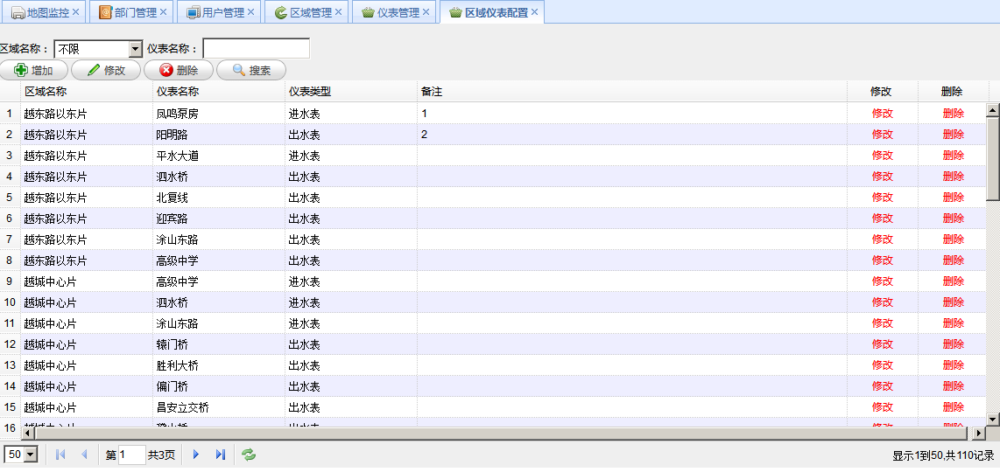 地图监控 部门管理 用户管理 区域管理 仪表管理 区域仪表配置
区域名称： 不限 仪表名称：
增加 修改 删除 搜索
区域名称 仪表名称 仪表类型 备注 修改 删除
1 越东路以东片 凤鸣泵房 进水表 1 修改 删除
2 越东路以东片 阳明路 出水表 2 修改 删除
3 越东路以东片 平水大道 进水表 修改 删除
4 越东路以东片 泗水桥 出水表 修改 删除
5 越东路以东片 北复线 出水表 修改 删除
6 越东路以东片 迎宾路 出水表 修改 删除
7 越东路以东片 涂山东路 出水表 修改 删除
8 越东路以东片 高级中学 出水表 修改 删除
9 越城中心片 高级中学 进水表 修改 删除
10 越城中心片 泗水桥 进水表 修改 删除
11 越城中心片 涂山东路 进水表 修改 删除
12 越城中心片 辕门桥 出水表 修改 删除
13 越城中心片 胜利大桥 出水表 修改 删除
14 越城中心片 偏门桥 出水表 修改 删除
15 越城中心片 昌安立交桥 出水表 修改 删除
16 越城中心片 出水表 修改 删除
50 第 1 共3页 显示1到50,共110记录